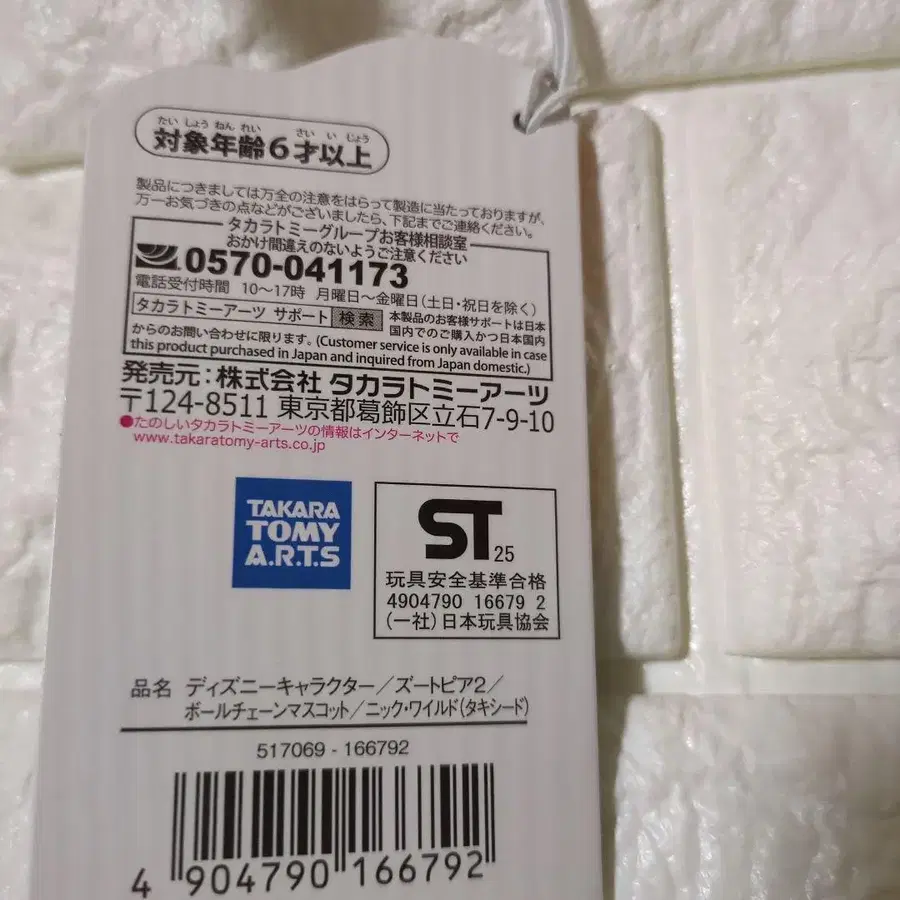 たいしょうねんれい さいいじょう
対象年齢6才以上
製品につきましては万全の注意をはらって製造に当たっておりますが、
万一お気づきの点などがございましたら、下記までご連絡ください。
タカラトミーグループお客様相談室
おかけ間違えのないようご注意ください
0570-041173
電話受付時間 10〜17時 月曜日〜金曜日(土日・祝日を除く)
タカラトミーアーツ サポート 検索
本製品のお客様サポートは日本
国内でのご購入かつ日本国内
からのお問い合わせに限ります。(Customer service is only available in case
this product purchased in Japan and inquired from Japan domestic.)
発売元:株式会社 タカラトミーアーツ
〒124-8511 東京都葛飾区立石7-9-10
●たのしいタカラトミーアーツの情報はインターネットで
www.takaratomy-arts.co.jp
TAKARA
TOMY
A.R.T.S
ST 25
玩具安全基準合格
4904790 16679 2
(一社)日本玩具協会
品名 ディズニーキャラクター/ズートピア2/
ボールチェーンマスコット/ニック・ワイルド(タキシード)
517069 - 166792
4 904790 166792